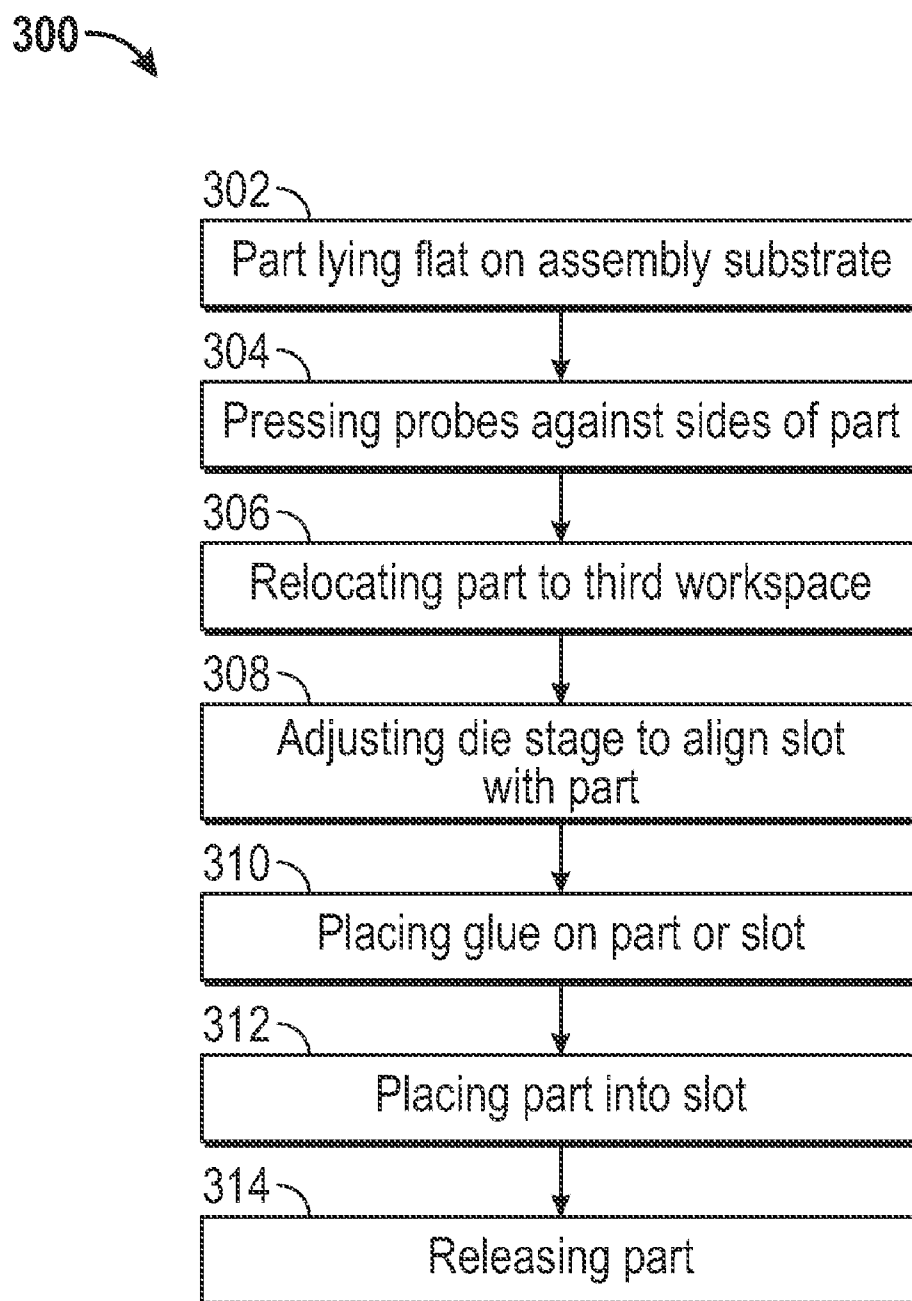 300
302
Part lying flat on assembly substrate
304
Pressing probes against sides of part
306
Relocating part to third workspace
308
Adjusting die stage to align slot
with part
310
Placing glue on part or slot
312
Placing part into slot
314
Releasing part